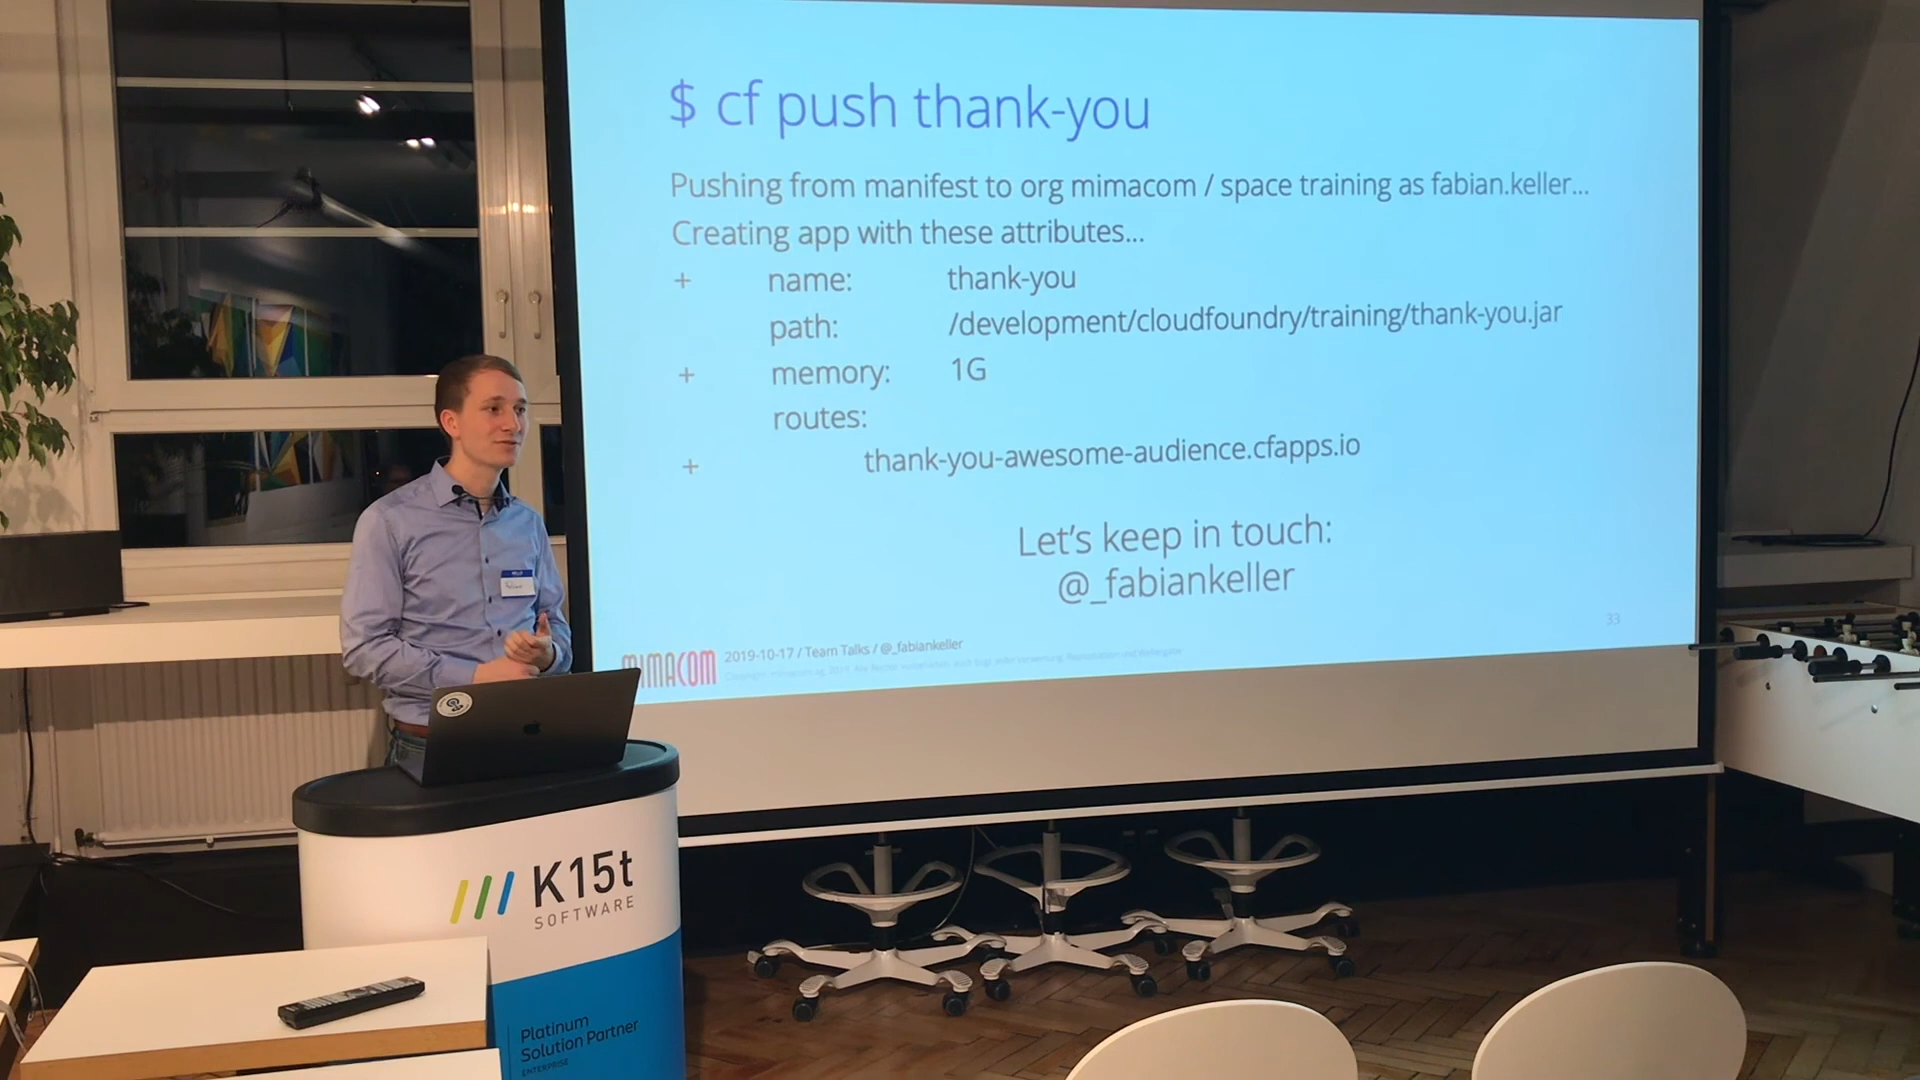 $ cf push thank-you
Pushing from manifest to org mimacom / space training as fabian.keller...
Creating app with these attributes...
+ name: thank-you
path: /development/cloudfoundry/training/thank-you.jar
+ memory: 1G
routes:
+ thank-you-awesome-audience.cfapps.io
Let's keep in touch:
@_fabiankeller
33
mimacom
2019-10-17 / Team Talks / @_fabiankeller
HELLO
K15t
SOFTWARE
Platinum
Solution Partner
ENTERPRISE